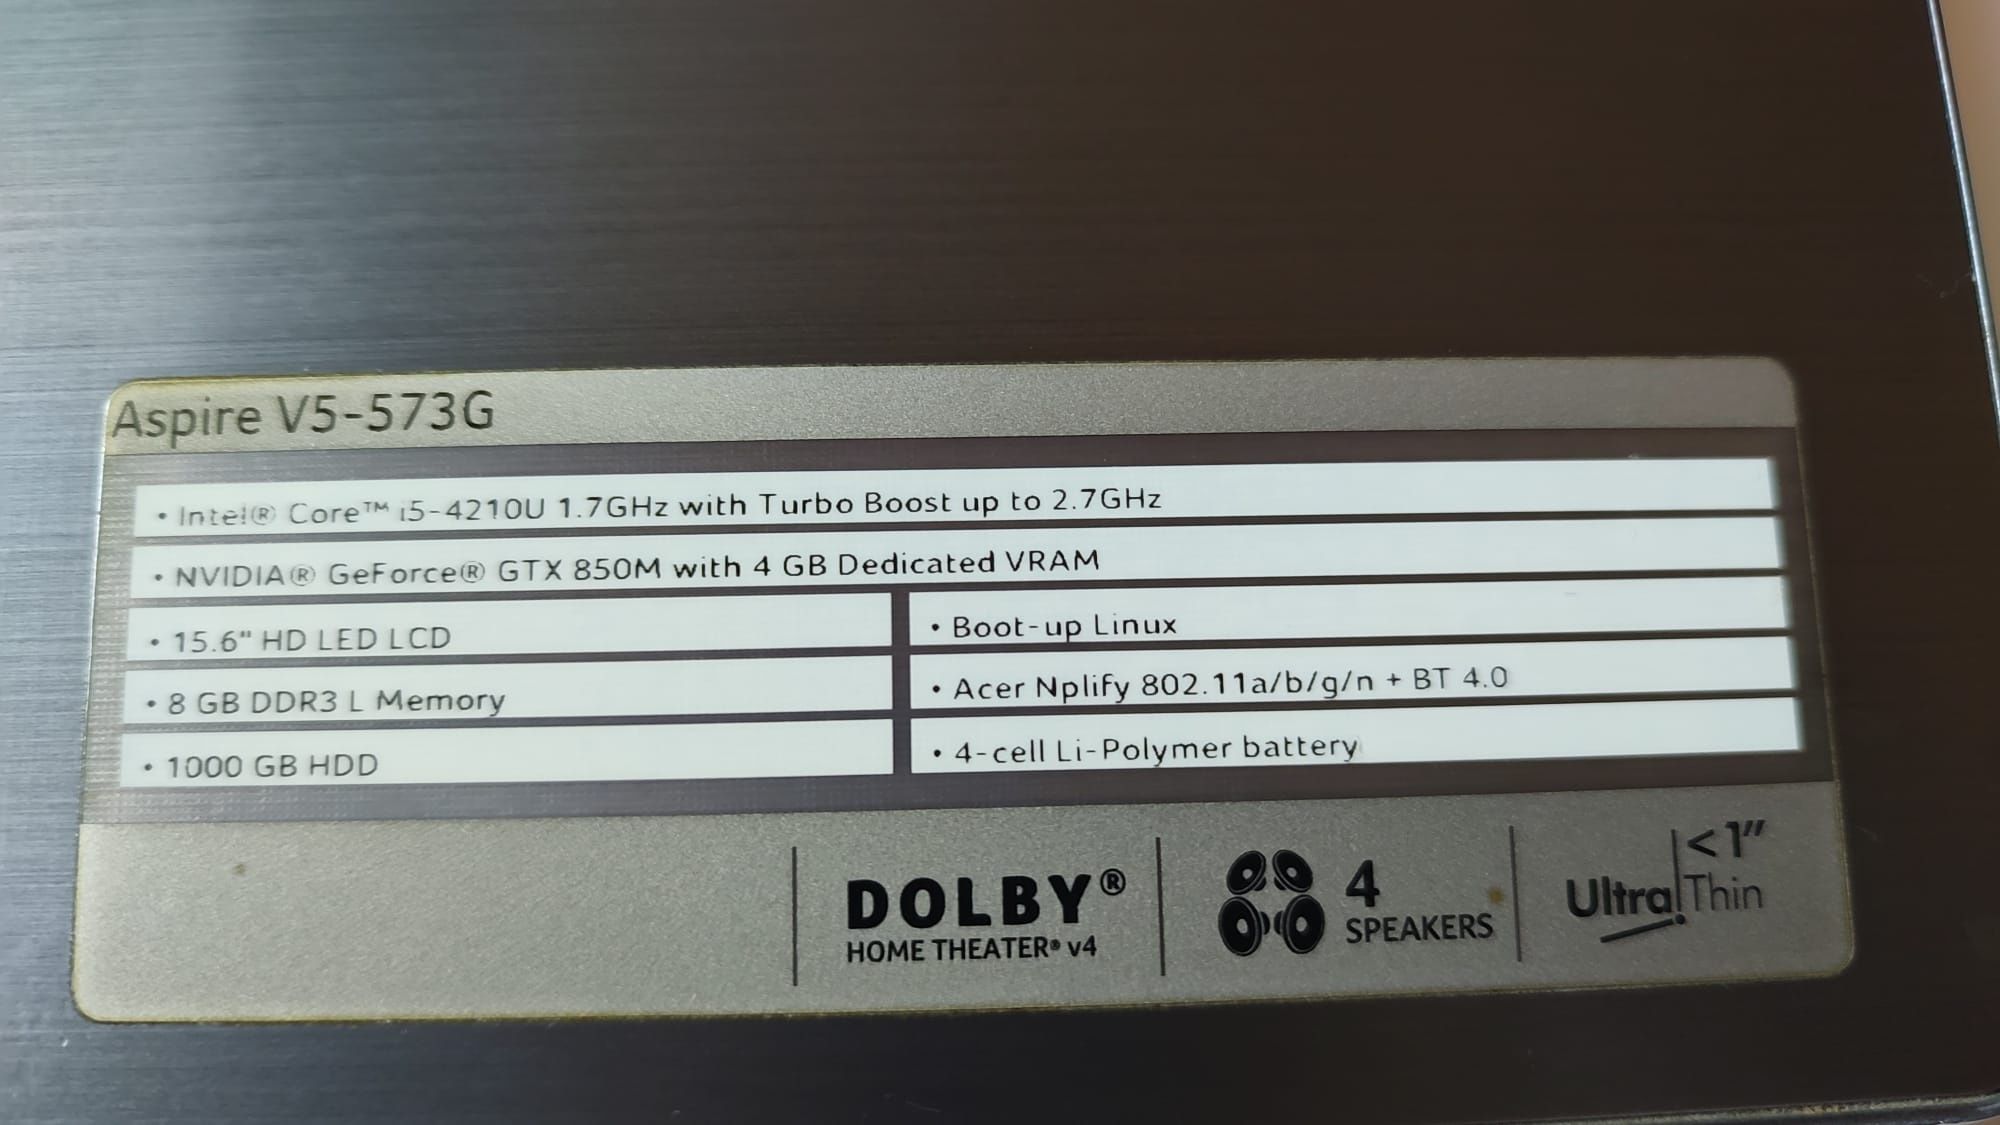 Aspire V5-573G
• Intel® Core™ i5-4210U 1.7GHz with Turbo Boost up to 2.7GHz
• NVIDIA® GeForce® GTX 850M with 4 GB Dedicated VRAM
• 15.6" HD LED LCD
• 8 GB DDR3 L Memory
• 1000 GB HDD
• Boot-up Linux
• Acer Nplify 802.11a/b/g/n + BT 4.0
• 4-cell Li-Polymer battery
DOLBY®
HOME THEATER® v4
4
SPEAKERS
<1"
Ultra Thin